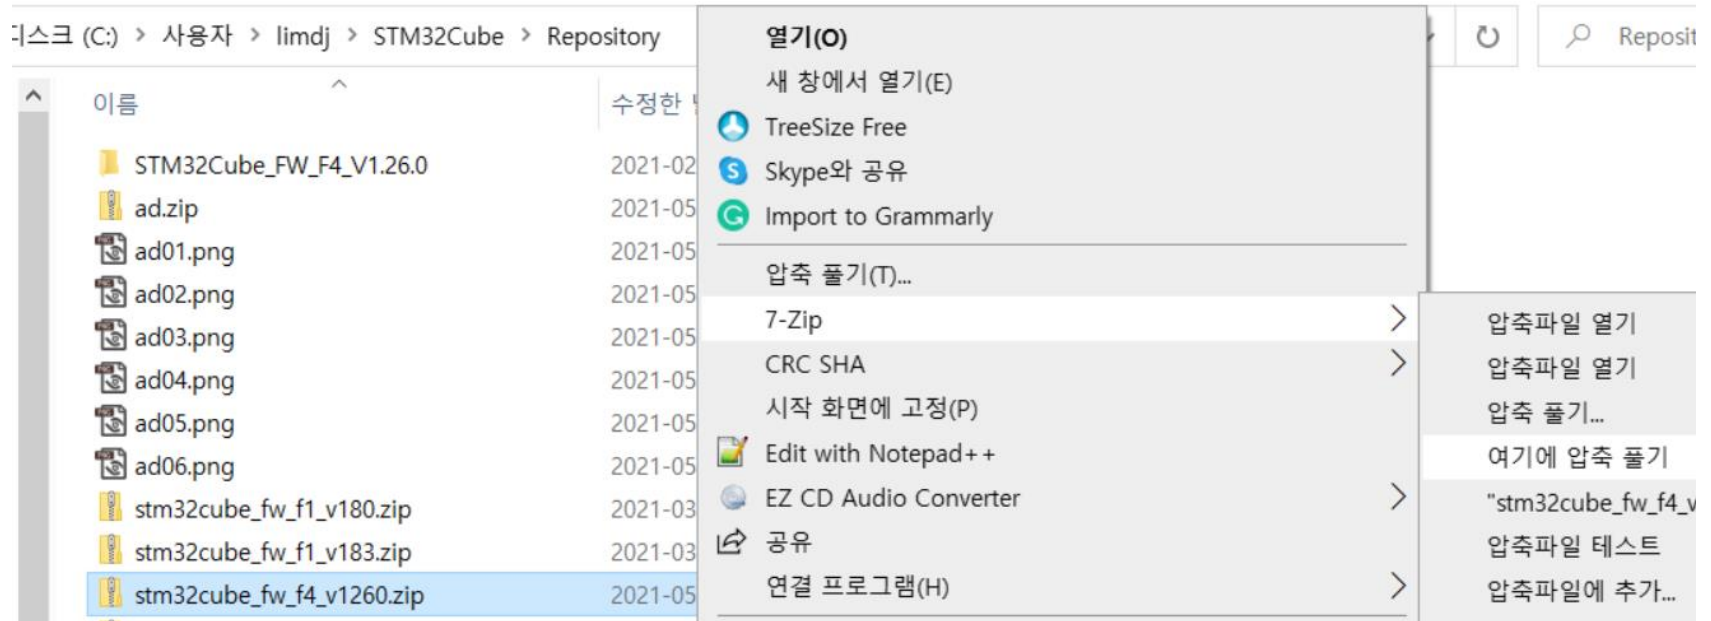 디스크 (C:) > 사용자 > limdj > STM32Cube > Repository
Reposit
이름
수정한
STM32Cube_FW_F4_V1.26.0 2021-02
ad.zip 2021-05
ad01.png 2021-05
ad02.png 2021-05
ad03.png 2021-05
ad04.png 2021-05
ad05.png 2021-05
ad06.png 2021-05
stm32cube_fw_f1_v180.zip 2021-03
stm32cube_fw_f1_v183.zip 2021-03
stm32cube_fw_f4_v1260.zip 2021-05
열기(O)
새 창에서 열기(E)
TreeSize Free
Skype와 공유
Import to Grammarly
압축 풀기(T)...
7-Zip
CRC SHA
시작 화면에 고정(P)
Edit with Notepad++
EZ CD Audio Converter
공유
연결 프로그램(H)
압축파일 열기
압축파일 열기
압축 풀기...
여기에 압축 풀기
"stm32cube_fw_f4_v
압축파일 테스트
압축파일에 추가...